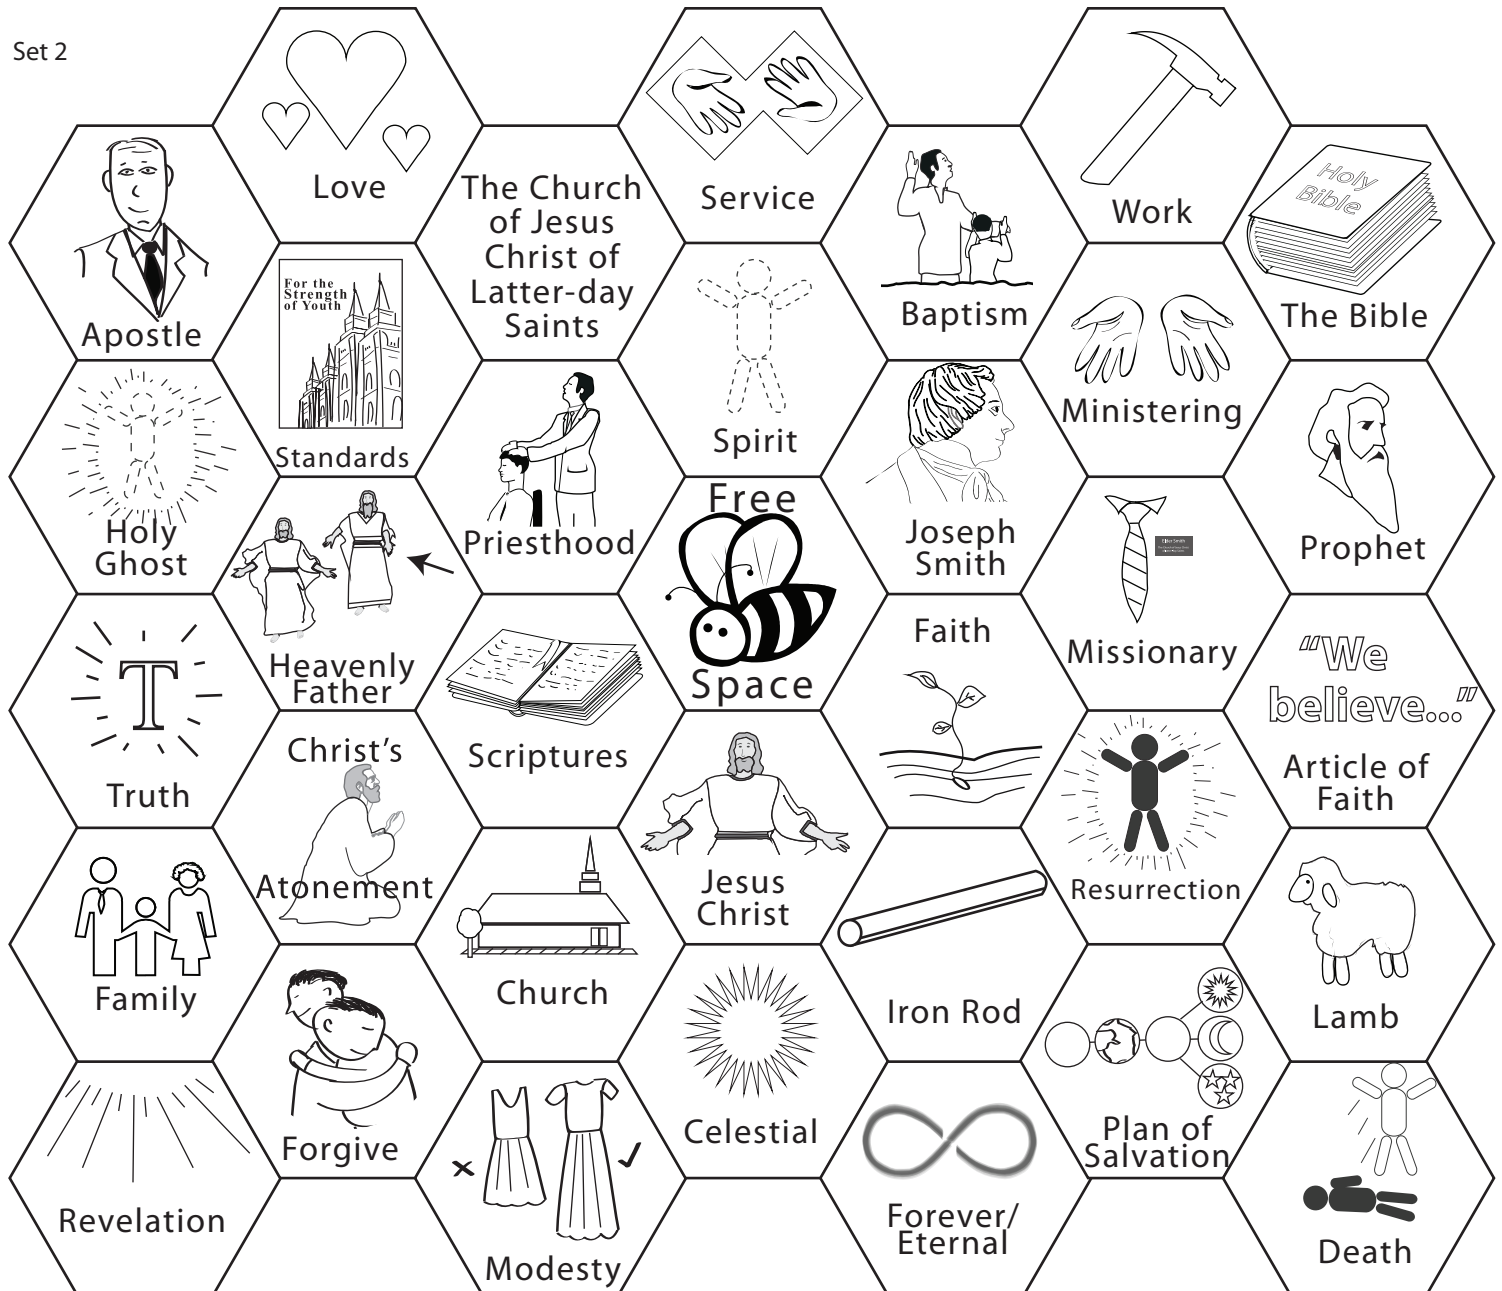 Set 2
Love
Service
Work
Apostle
The Church
of Jesus
Christ of
Latter-day
Saints
Baptism
Holy
Bible
The Bible
For the
Strength
of Youth
Standards
Spirit
Ministering
Holy
Ghost
Priesthood
Joseph
Smith
Prophet
Heavenly
Father
Free
Space
Elder Smith
Missionary
T
Truth
Scriptures
Faith
“We
believe...”
Article of
Faith
Christ’s
Atonement
Jesus
Christ
Resurrection
Family
Church
Iron Rod
Lamb
Forgive
Celestial
Plan of
Salvation
Revelation
Modesty
Forever/
Eternal
Death